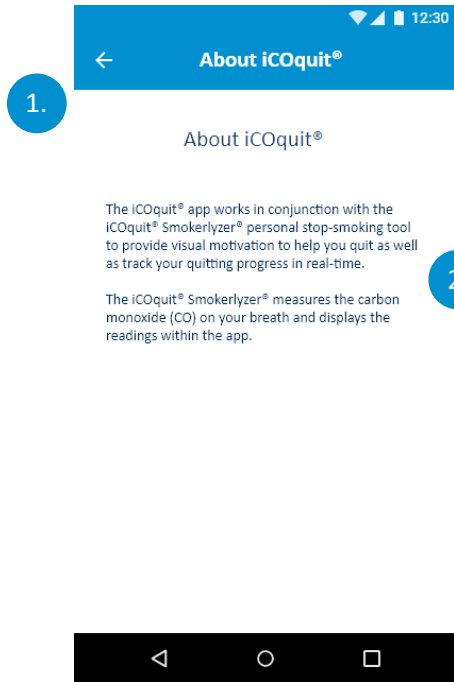 12:30
About iCOquit®
1.
About iCOquit®
The iCOquit® app works in conjunction with the
iCOquit® Smokerlyzer® personal stop-smoking tool
to provide visual motivation to help you quit as well
as track your quitting progress in real-time.
2
The iCOquit® Smokerlyzer® measures the carbon
monoxide (CO) on your breath and displays the
readings within the app.